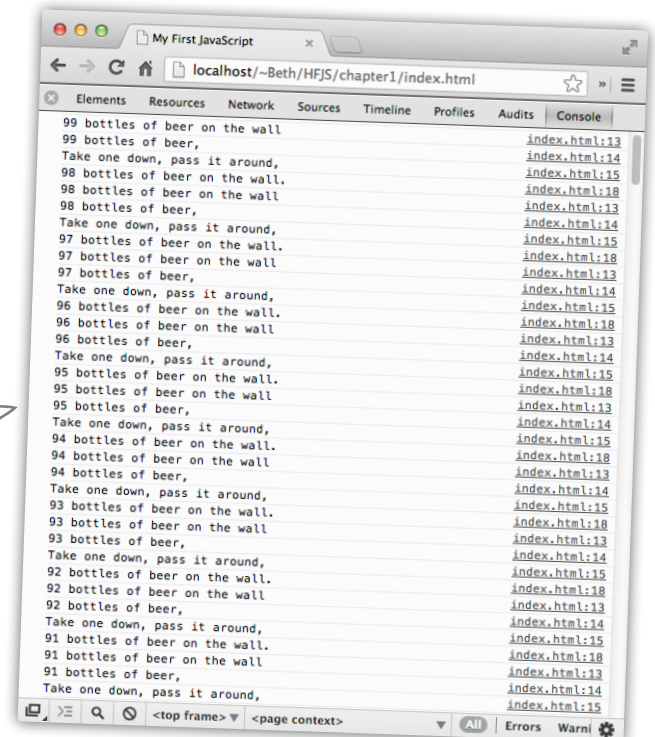 My First JavaScript
localhost/~Beth/HFJS/chapter1/index.html
Elements Resources Network Sources Timeline Profiles Audits Console
99 bottles of beer on the wall index.html:13
99 bottles of beer, index.html:14
Take one down, pass it around, index.html:15
98 bottles of beer on the wall. index.html:18
98 bottles of beer on the wall index.html:13
98 bottles of beer, index.html:14
Take one down, pass it around, index.html:15
97 bottles of beer on the wall. index.html:18
97 bottles of beer on the wall index.html:13
97 bottles of beer, index.html:14
Take one down, pass it around, index.html:15
96 bottles of beer on the wall. index.html:18
96 bottles of beer on the wall index.html:13
96 bottles of beer, index.html:14
Take one down, pass it around, index.html:15
95 bottles of beer on the wall. index.html:18
95 bottles of beer on the wall index.html:13
95 bottles of beer, index.html:14
Take one down, pass it around, index.html:15
94 bottles of beer on the wall. index.html:18
94 bottles of beer on the wall index.html:13
94 bottles of beer, index.html:14
Take one down, pass it around, index.html:15
93 bottles of beer on the wall. index.html:18
93 bottles of beer on the wall index.html:13
93 bottles of beer, index.html:14
Take one down, pass it around, index.html:15
92 bottles of beer on the wall. index.html:18
92 bottles of beer on the wall index.html:13
92 bottles of beer, index.html:14
Take one down, pass it around, index.html:15
91 bottles of beer on the wall. index.html:18
91 bottles of beer on the wall index.html:13
91 bottles of beer, index.html:14
Take one down, pass it around, index.html:15
<top frame> <page context> All Errors Warni